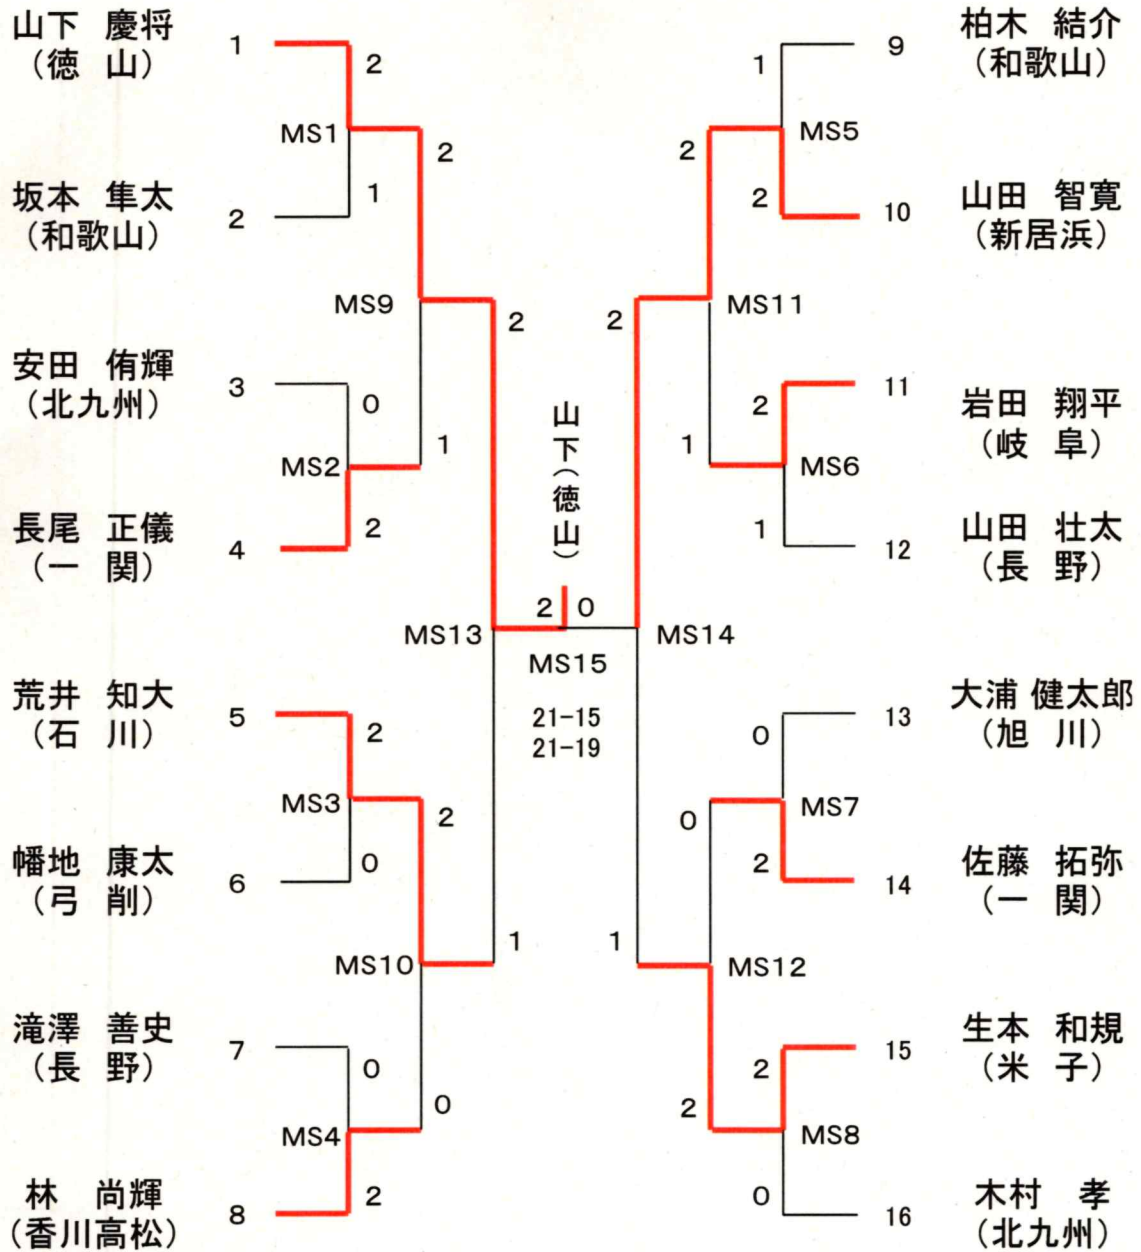 山下 慶将
(徳 山)
1
2
MS1
1
坂本 隼太
(和歌山)
2
2
MS9
安田 侑輝
(北九州)
3
0
MS2
1
長尾 正儀
(一 関)
4
2
2
MS13
荒井 知大
(石 川)
5
2
MS3
2
幡地 康太
(弓 削)
6
0
MS10
1
滝澤 善史
(長 野)
7
0
MS4
0
林 尚輝
(香川高松)
8
2
山下(徳山)
2 0
MS15
21-15
21-19
柏木 結介
(和歌山)
9
1
MS5
2
山田 智寛
(新居浜)
10
2
MS11
2
岩田 翔平
(岐 阜)
11
2
MS6
1
山田 壮太
(長 野)
12
1
MS14
大浦 健太郎
(旭 川)
13
0
MS7
0
佐藤 拓弥
(一 関)
14
2
MS12
1
生本 和規
(米 子)
15
2
MS8
2
木村 孝
(北九州)
16
0